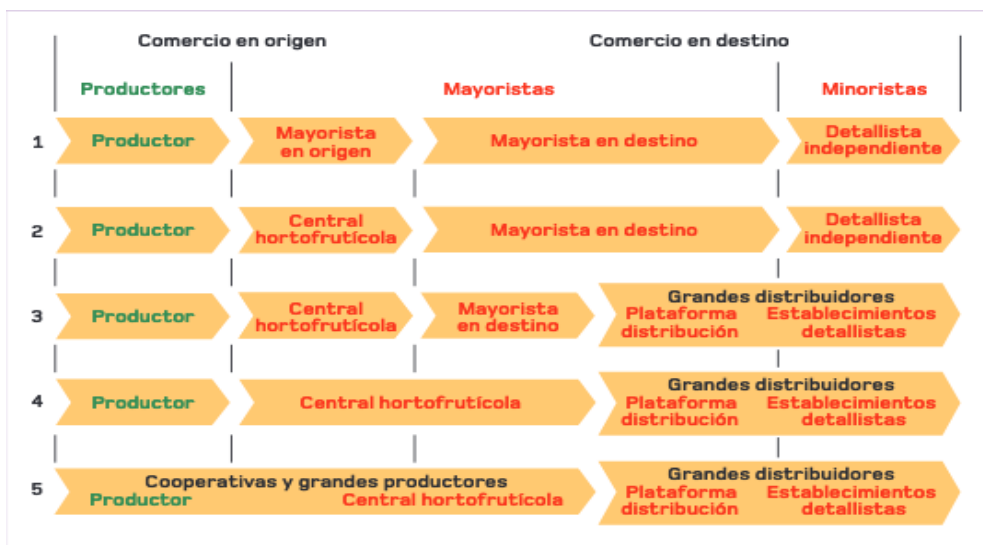 Comercio en origen
Comercio en destino
Productores
Mayoristas
Minoristas
1
Productor
Mayorista
en origen
Mayorista en destino
Detallista
independiente
2
Productor
Central
hortofrutícola
Mayorista en destino
Detallista
independiente
3
Productor
Central
hortofrutícola
Mayorista
en destino
Grandes distribuidores
Plataforma
distribución
Establecimientos
detallistas
4
Productor
Central hortofrutícola
Grandes distribuidores
Plataforma
distribución
Establecimientos
detallistas
5
Cooperativas y grandes productores
Productor
Central hortofrutícola
Grandes distribuidores
Plataforma
distribución
Establecimientos
detallistas